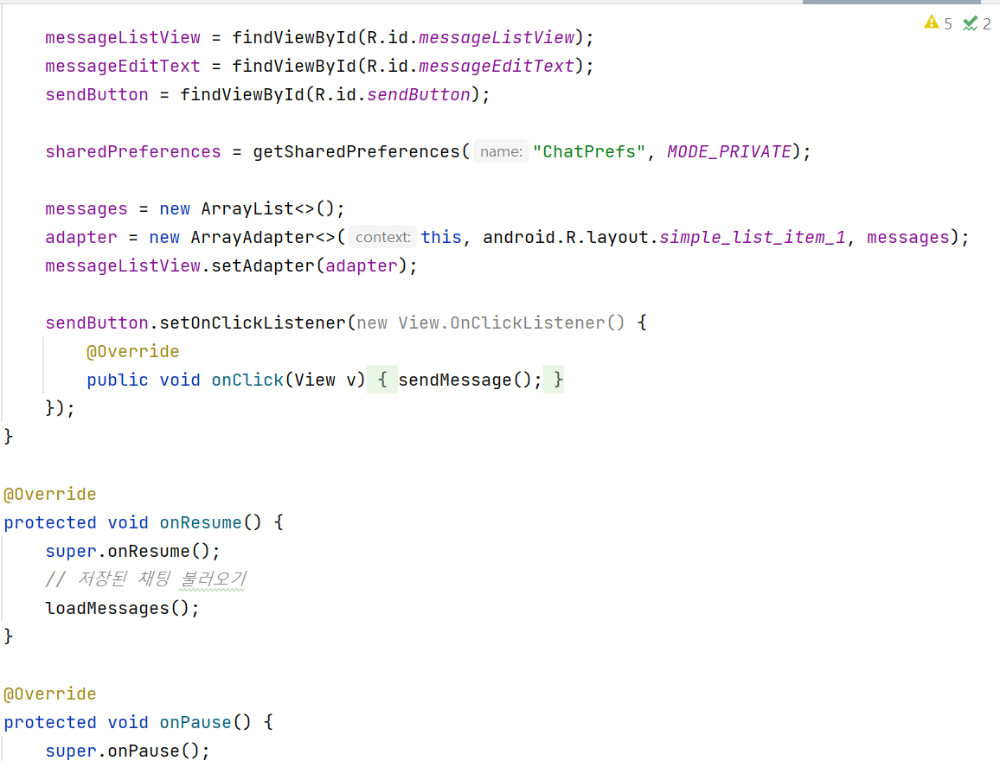 5 2
messageListView = findViewById(R.id.messageListView);
messageEditText = findViewById(R.id.messageEditText);
sendButton = findViewById(R.id.sendButton);
sharedPreferences = getSharedPreferences( name: "ChatPrefs", MODE_PRIVATE);
messages = new ArrayList<>();
adapter = new ArrayAdapter<>( context: this, android.R.layout.simple_list_item_1, messages);
messageListView.setAdapter(adapter);
sendButton.setOnClickListener(new View.OnClickListener() {
@Override
public void onClick(View v) { sendMessage(); }
});
}
@Override
protected void onResume() {
super.onResume();
// 저장된 채팅 불러오기
loadMessages();
}
@Override
protected void onPause() {
super.onPause();